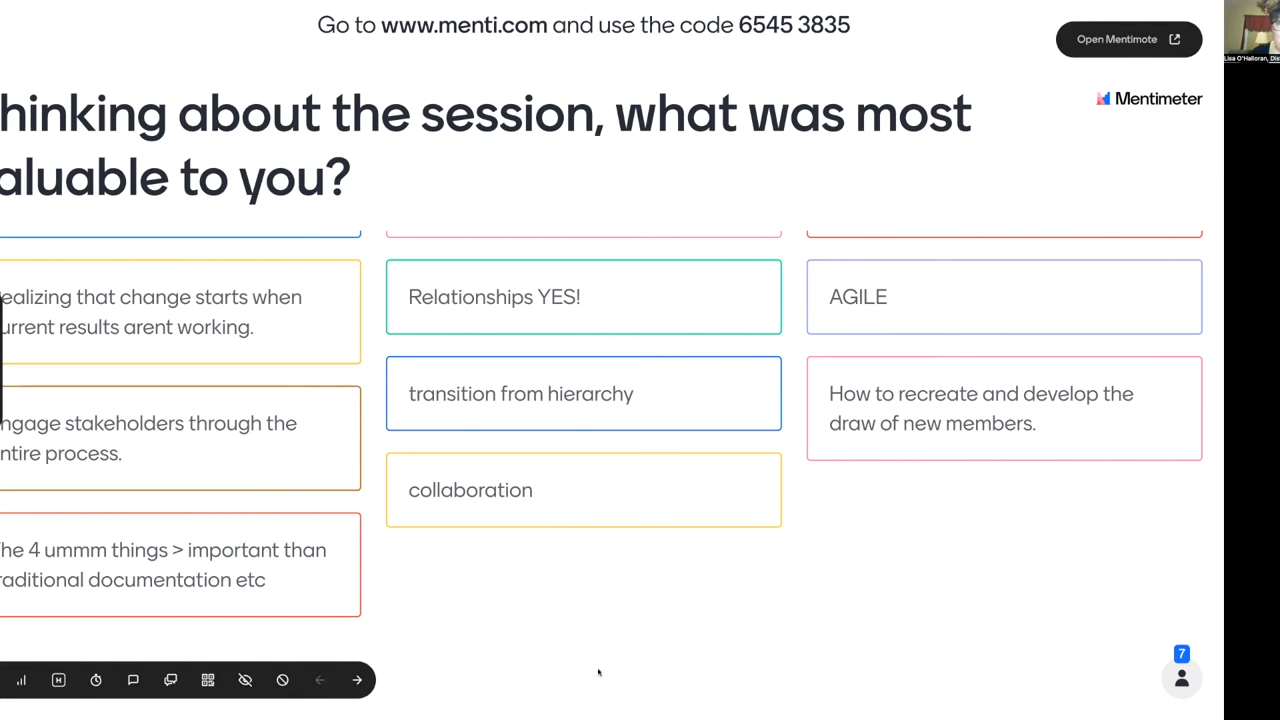 Go to www.menti.com and use the code 6545 3835
Open Mentimote
Mentimeter
hinking about the session, what was most
aluable to you?
ealizing that change starts when
urrent results arent working.
ngage stakeholders through the
ntire process.
he 4 ummm things > important than
raditional documentation etc
Relationships YES!
transition from hierarchy
collaboration
AGILE
How to recreate and develop the
draw of new members.
7
Lisa O'Halloran, Dis